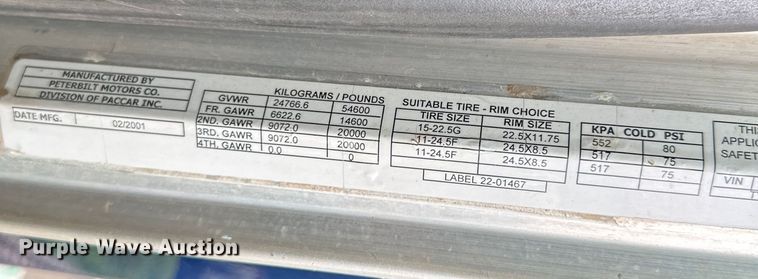 MANUFACTURED BY
PETERBILT MOTORS CO.
DIVISION OF PACCAR INC.
DATE MFG. 02/2001
KILOGRAMS / POUNDS
GVWR 24766.6 54600
FR. GAWR 6622.6 14600
2ND. GAWR 9072.0 20000
3RD. GAWR 9072.0 20000
4TH. GAWR 0.0 0
SUITABLE TIRE - RIM CHOICE
TIRE SIZE RIM SIZE
15-22.5G 22.5X11.75
11-24.5F 24.5X8.5
11-24.5F 24.5X8.5
LABEL 22-01467
KPA COLD PSI
552 80
517 75
517 75
THIS
APPLIC
SAFET
VIN
Purple Wave Auction